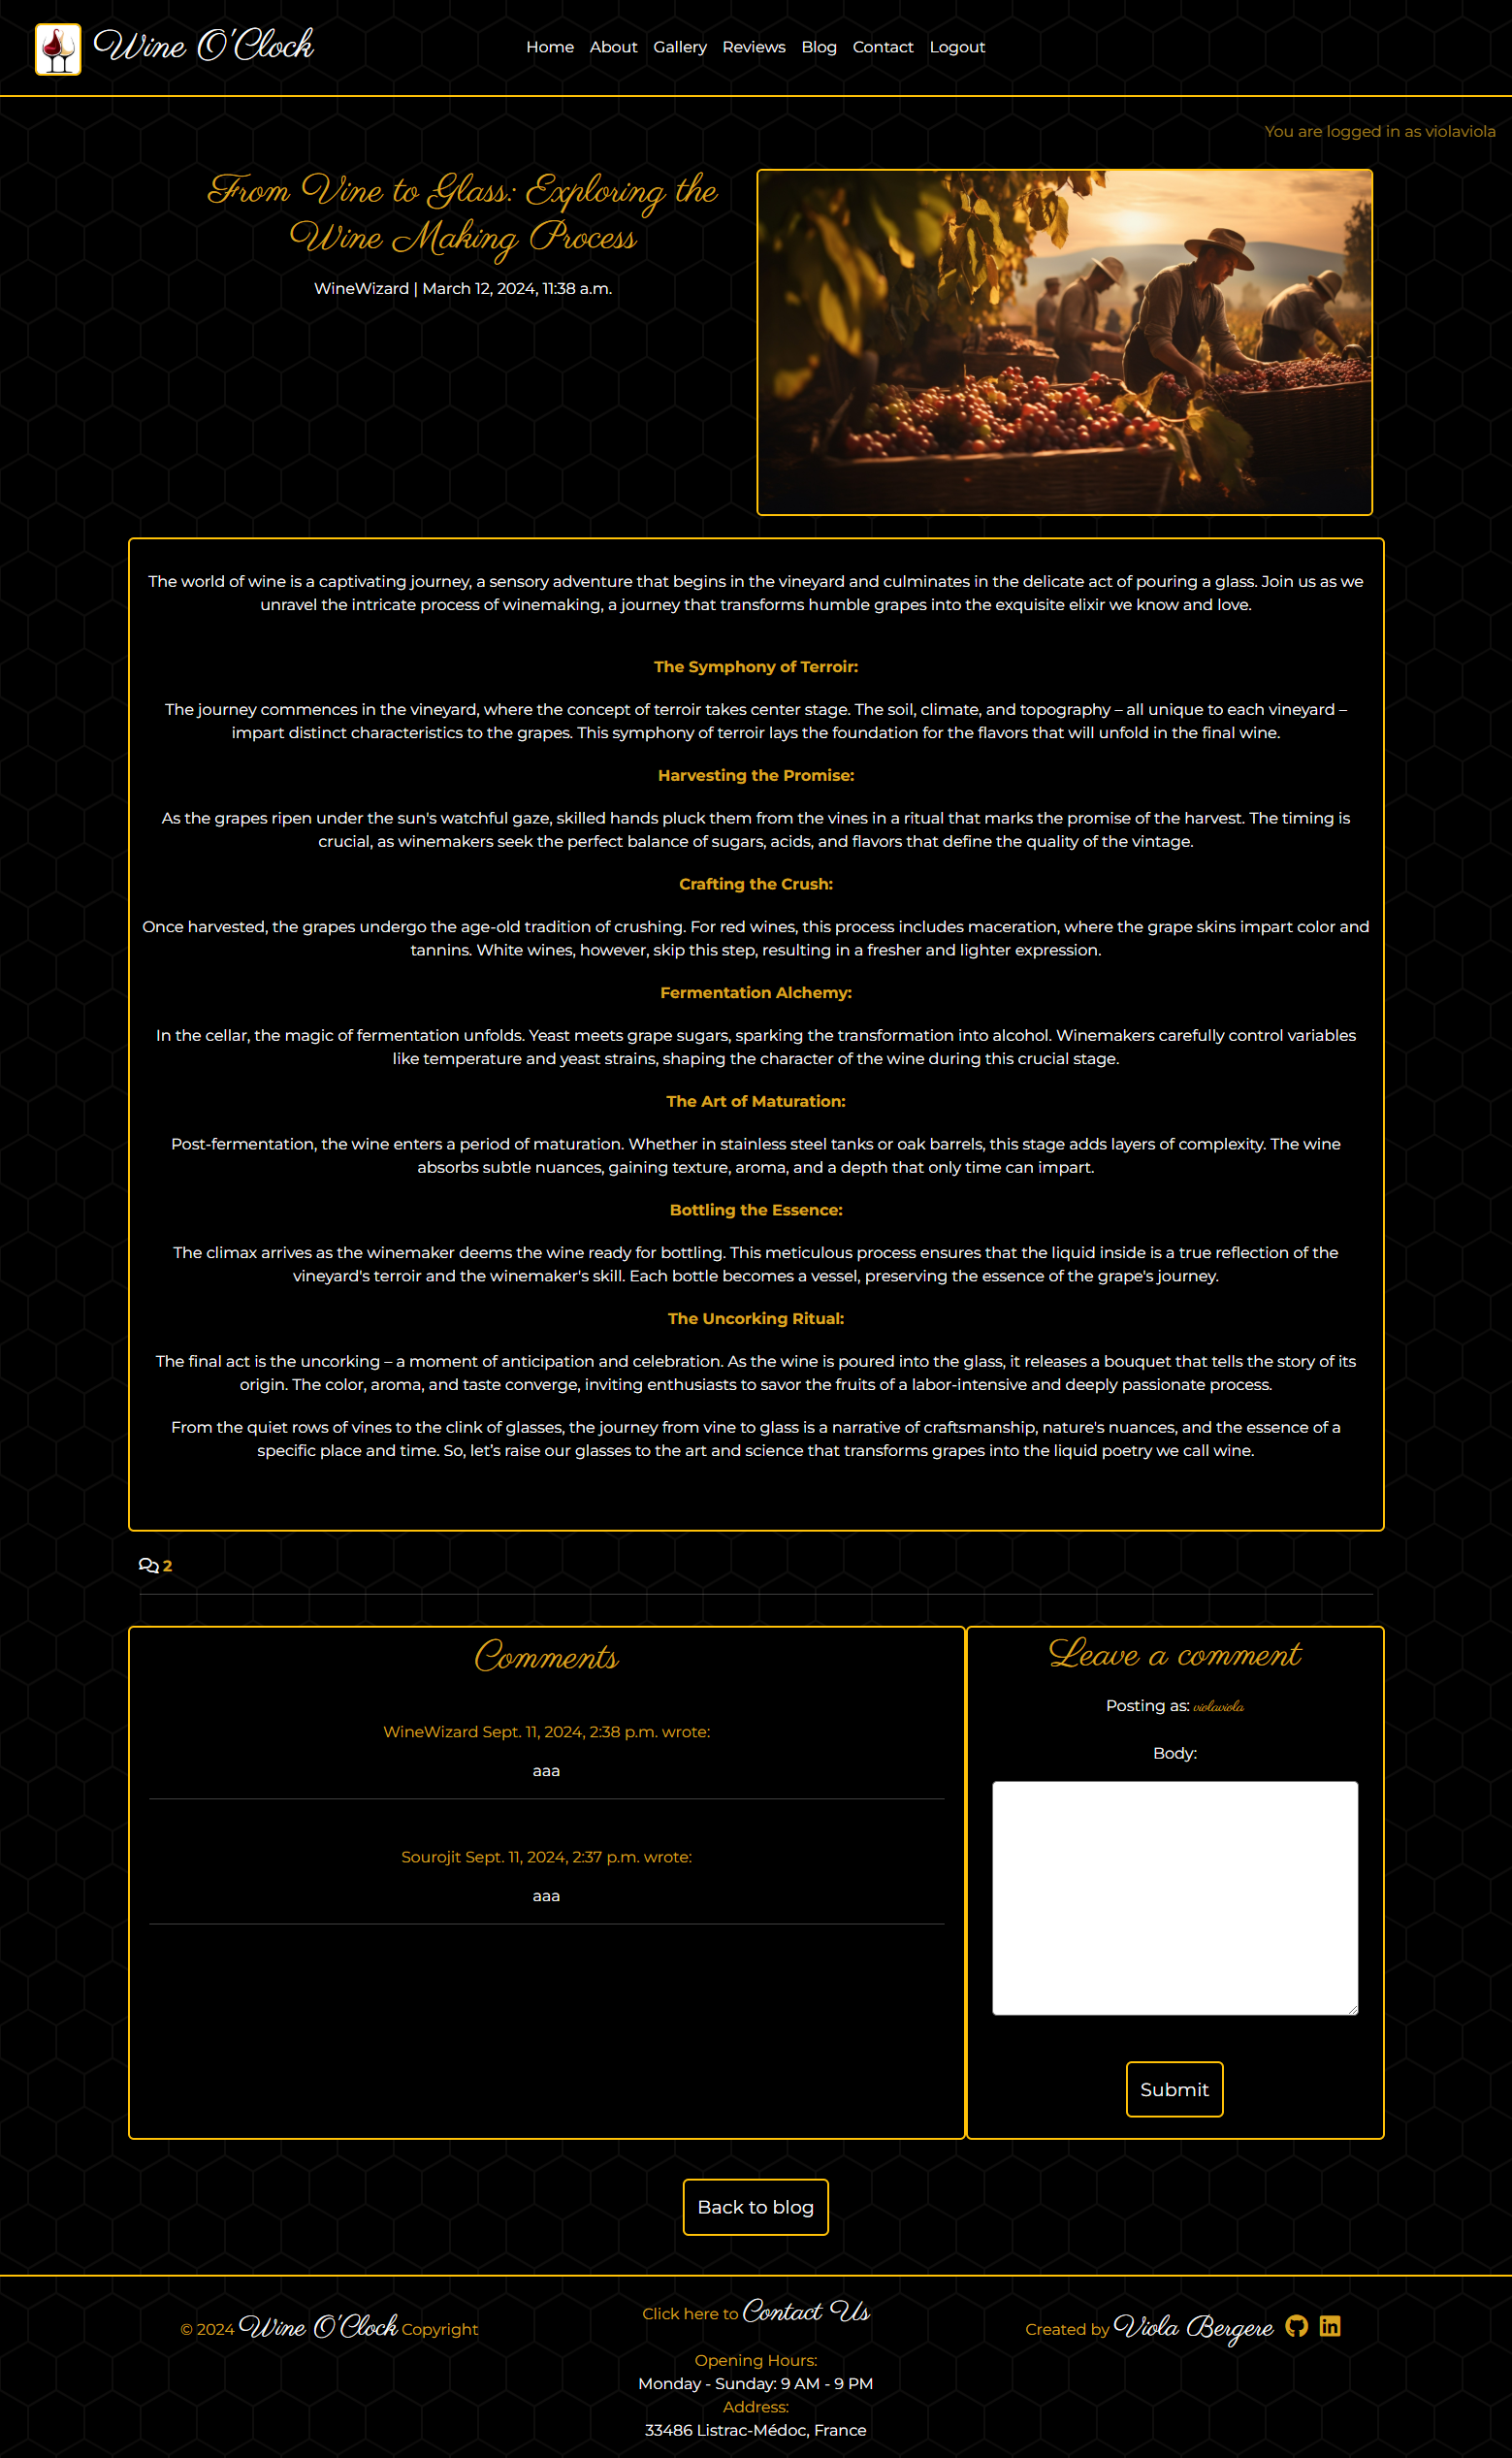 Wine O'Clock
Home About Gallery Reviews Blog Contact Logout
You are logged in as violaviola
From Vine to Glass: Exploring the
Wine Making Process
WineWizard | March 12, 2024, 11:38 a.m.
The world of wine is a captivating journey, a sensory adventure that begins in the vineyard and culminates in the delicate act of pouring a glass. Join us as we
unravel the intricate process of winemaking, a journey that transforms humble grapes into the exquisite elixir we know and love.
The Symphony of Terroir:
The journey commences in the vineyard, where the concept of terroir takes center stage. The soil, climate, and topography – all unique to each vineyard –
impart distinct characteristics to the grapes. This symphony of terroir lays the foundation for the flavors that will unfold in the final wine.
Harvesting the Promise:
As the grapes ripen under the sun's watchful gaze, skilled hands pluck them from the vines in a ritual that marks the promise of the harvest. The timing is
crucial, as winemakers seek the perfect balance of sugars, acids, and flavors that define the quality of the vintage.
Crafting the Crush:
Once harvested, the grapes undergo the age-old tradition of crushing. For red wines, this process includes maceration, where the grape skins impart color and
tannins. White wines, however, skip this step, resulting in a fresher and lighter expression.
Fermentation Alchemy:
In the cellar, the magic of fermentation unfolds. Yeast meets grape sugars, sparking the transformation into alcohol. Winemakers carefully control variables
like temperature and yeast strains, shaping the character of the wine during this crucial stage.
The Art of Maturation:
Post-fermentation, the wine enters a period of maturation. Whether in stainless steel tanks or oak barrels, this stage adds layers of complexity. The wine
absorbs subtle nuances, gaining texture, aroma, and a depth that only time can impart.
Bottling the Essence:
The climax arrives as the winemaker deems the wine ready for bottling. This meticulous process ensures that the liquid inside is a true reflection of the
vineyard's terroir and the winemaker's skill. Each bottle becomes a vessel, preserving the essence of the grape's journey.
The Uncorking Ritual:
The final act is the uncorking – a moment of anticipation and celebration. As the wine is poured into the glass, it releases a bouquet that tells the story of its
origin. The color, aroma, and taste converge, inviting enthusiasts to savor the fruits of a labor-intensive and deeply passionate process.
From the quiet rows of vines to the clink of glasses, the journey from vine to glass is a narrative of craftsmanship, nature's nuances, and the essence of a
specific place and time. So, let’s raise our glasses to the art and science that transforms grapes into the liquid poetry we call wine.
2
Comments
WineWizard Sept. 11, 2024, 2:38 p.m. wrote:
aaa
Sourojit Sept. 11, 2024, 2:37 p.m. wrote:
aaa
Leave a comment
Posting as: violaviola
Body:
Submit
Back to blog
© 2024 Wine O'Clock Copyright
Click here to Contact Us
Opening Hours:
Monday - Sunday: 9 AM - 9 PM
Address:
33486 Listrac-Médoc, France
Created by Viola Bergere